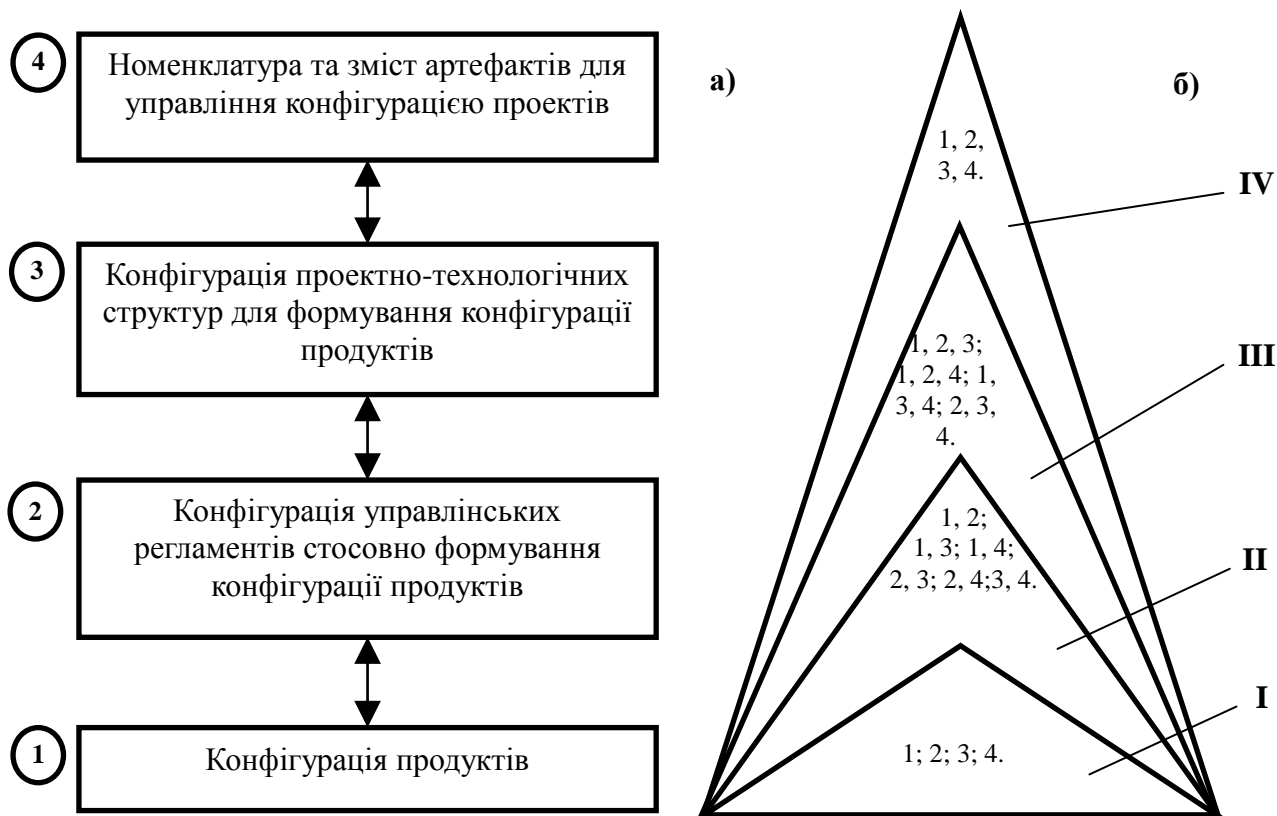 4
Номенклатура та зміст артефактів для
управління конфігурацією проектів
3
Конфігурація проектно-технологічних
структур для формування конфігурації
продуктів
2
Конфігурація управлінських
регламентів стосовно формування
конфігурації продуктів
1
Конфігурація продуктів
а)
б)
1, 2,
3, 4.
IV
1, 2, 3;
1, 2, 4; 1,
3, 4; 2, 3,
4.
III
1, 2;
1, 3; 1, 4;
2, 3; 2, 4;3, 4.
II
1; 2; 3; 4.
I